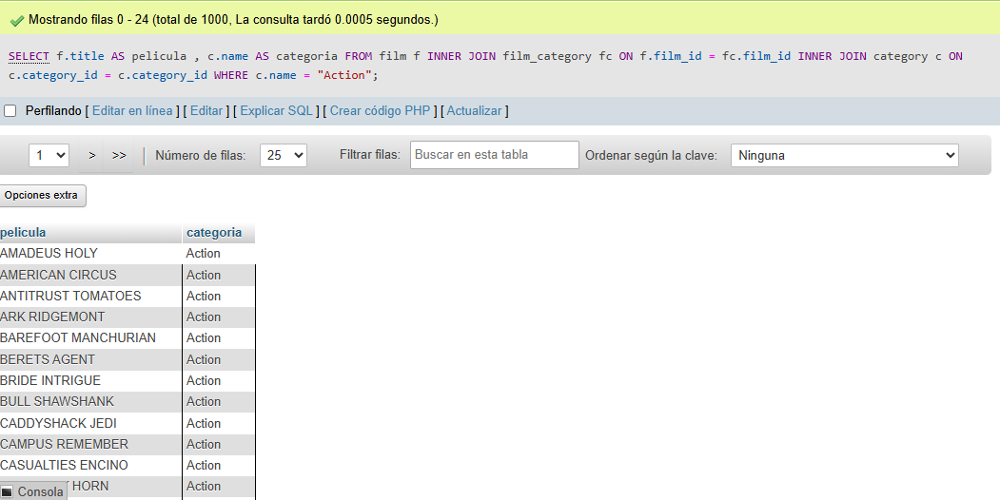 Mostrando filas 0 - 24 (total de 1000, La consulta tardó 0.0005 segundos.)
SELECT f.title AS pelicula , c.name AS categoria FROM film f INNER JOIN film_category fc ON f.film_id = fc.film_id INNER JOIN category c ON
c.category_id = c.category_id WHERE c.name = "Action";
Perfilando [ Editar en línea ] [ Editar ] [ Explicar SQL ] [ Crear código PHP ] [ Actualizar ]
1 > >> | Número de filas: 25 Filtrar filas: Buscar en esta tabla Ordenar según la clave: Ninguna
Opciones extra
pelicula categoria
AMADEUS HOLY Action
AMERICAN CIRCUS Action
ANTITRUST TOMATOES Action
ARK RIDGEMONT Action
BAREFOOT MANCHURIAN Action
BERETS AGENT Action
BRIDE INTRIGUE Action
BULL SHAWSHANK Action
CADDYSHACK JEDI Action
CAMPUS REMEMBER Action
CASUALTIES ENCINO Action
HORN Action
Consola